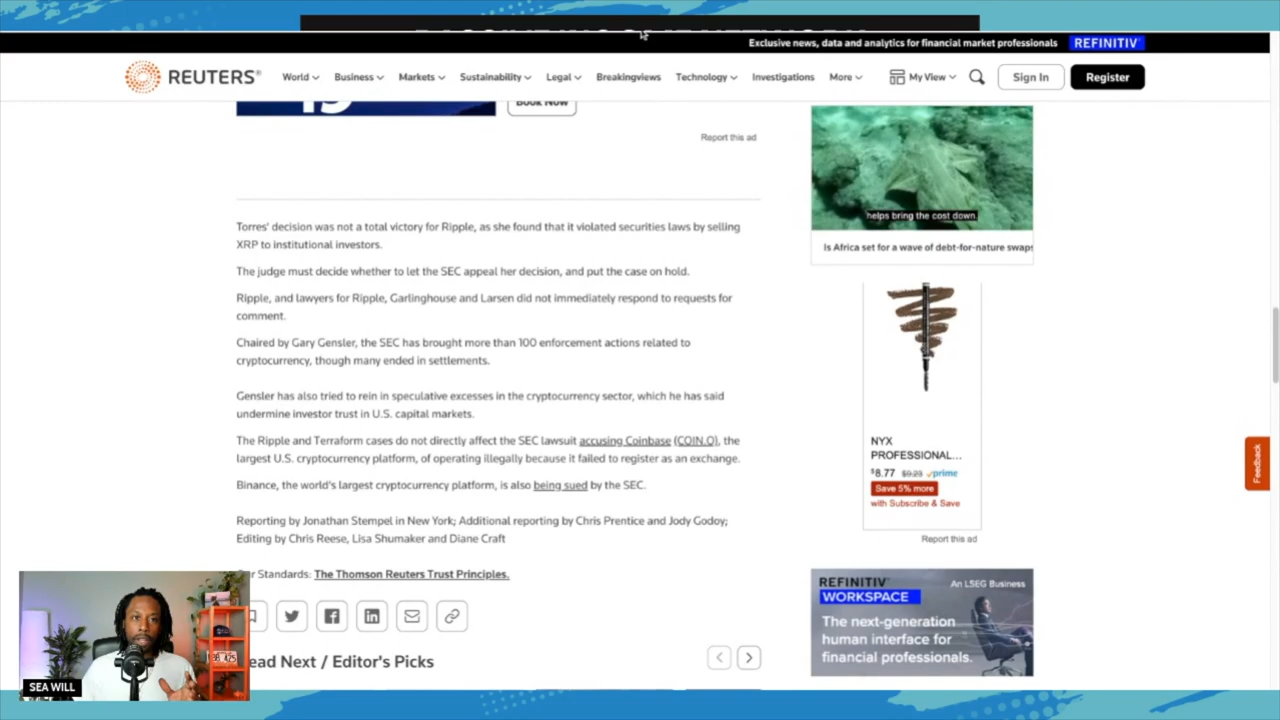 Exclusive news, data and analytics for financial market professionals REFINITIV
REUTERS® World Business Markets Sustainability Legal Breakingviews Technology Investigations More My View Sign In Register
Book Now
Report this ad
helps bring the cost down.
Is Africa set for a wave of debt-for-nature swaps
Torres' decision was not a total victory for Ripple, as she found that it violated securities laws by selling
XRP to institutional investors.
The judge must decide whether to let the SEC appeal her decision, and put the case on hold.
Ripple, and lawyers for Ripple, Garlinghouse and Larsen did not immediately respond to requests for
comment.
Chaired by Gary Gensler, the SEC has brought more than 100 enforcement actions related to
cryptocurrency, though many ended in settlements.
Gensler has also tried to rein in speculative excesses in the cryptocurrency sector, which he has said
undermine investor trust in U.S. capital markets.
The Ripple and Terraform cases do not directly affect the SEC lawsuit accusing Coinbase (COIN.O), the
largest U.S. cryptocurrency platform, of operating illegally because it failed to register as an exchange.
Binance, the world's largest cryptocurrency platform, is also being sued by the SEC.
Reporting by Jonathan Stempel in New York; Additional reporting by Chris Prentice and Jody Godoy;
Editing by Chris Reese, Lisa Shumaker and Diane Craft
Standards: The Thomson Reuters Trust Principles.
ead Next / Editor's Picks
NYX
PROFESSIONAL...
$8.77 $9.23 prime
Save 5% more
with Subscribe & Save
Report this ad
REFINITIV An LSEG Business
WORKSPACE
The next-generation
human interface for
financial professionals.
Feedback
SEA WILL